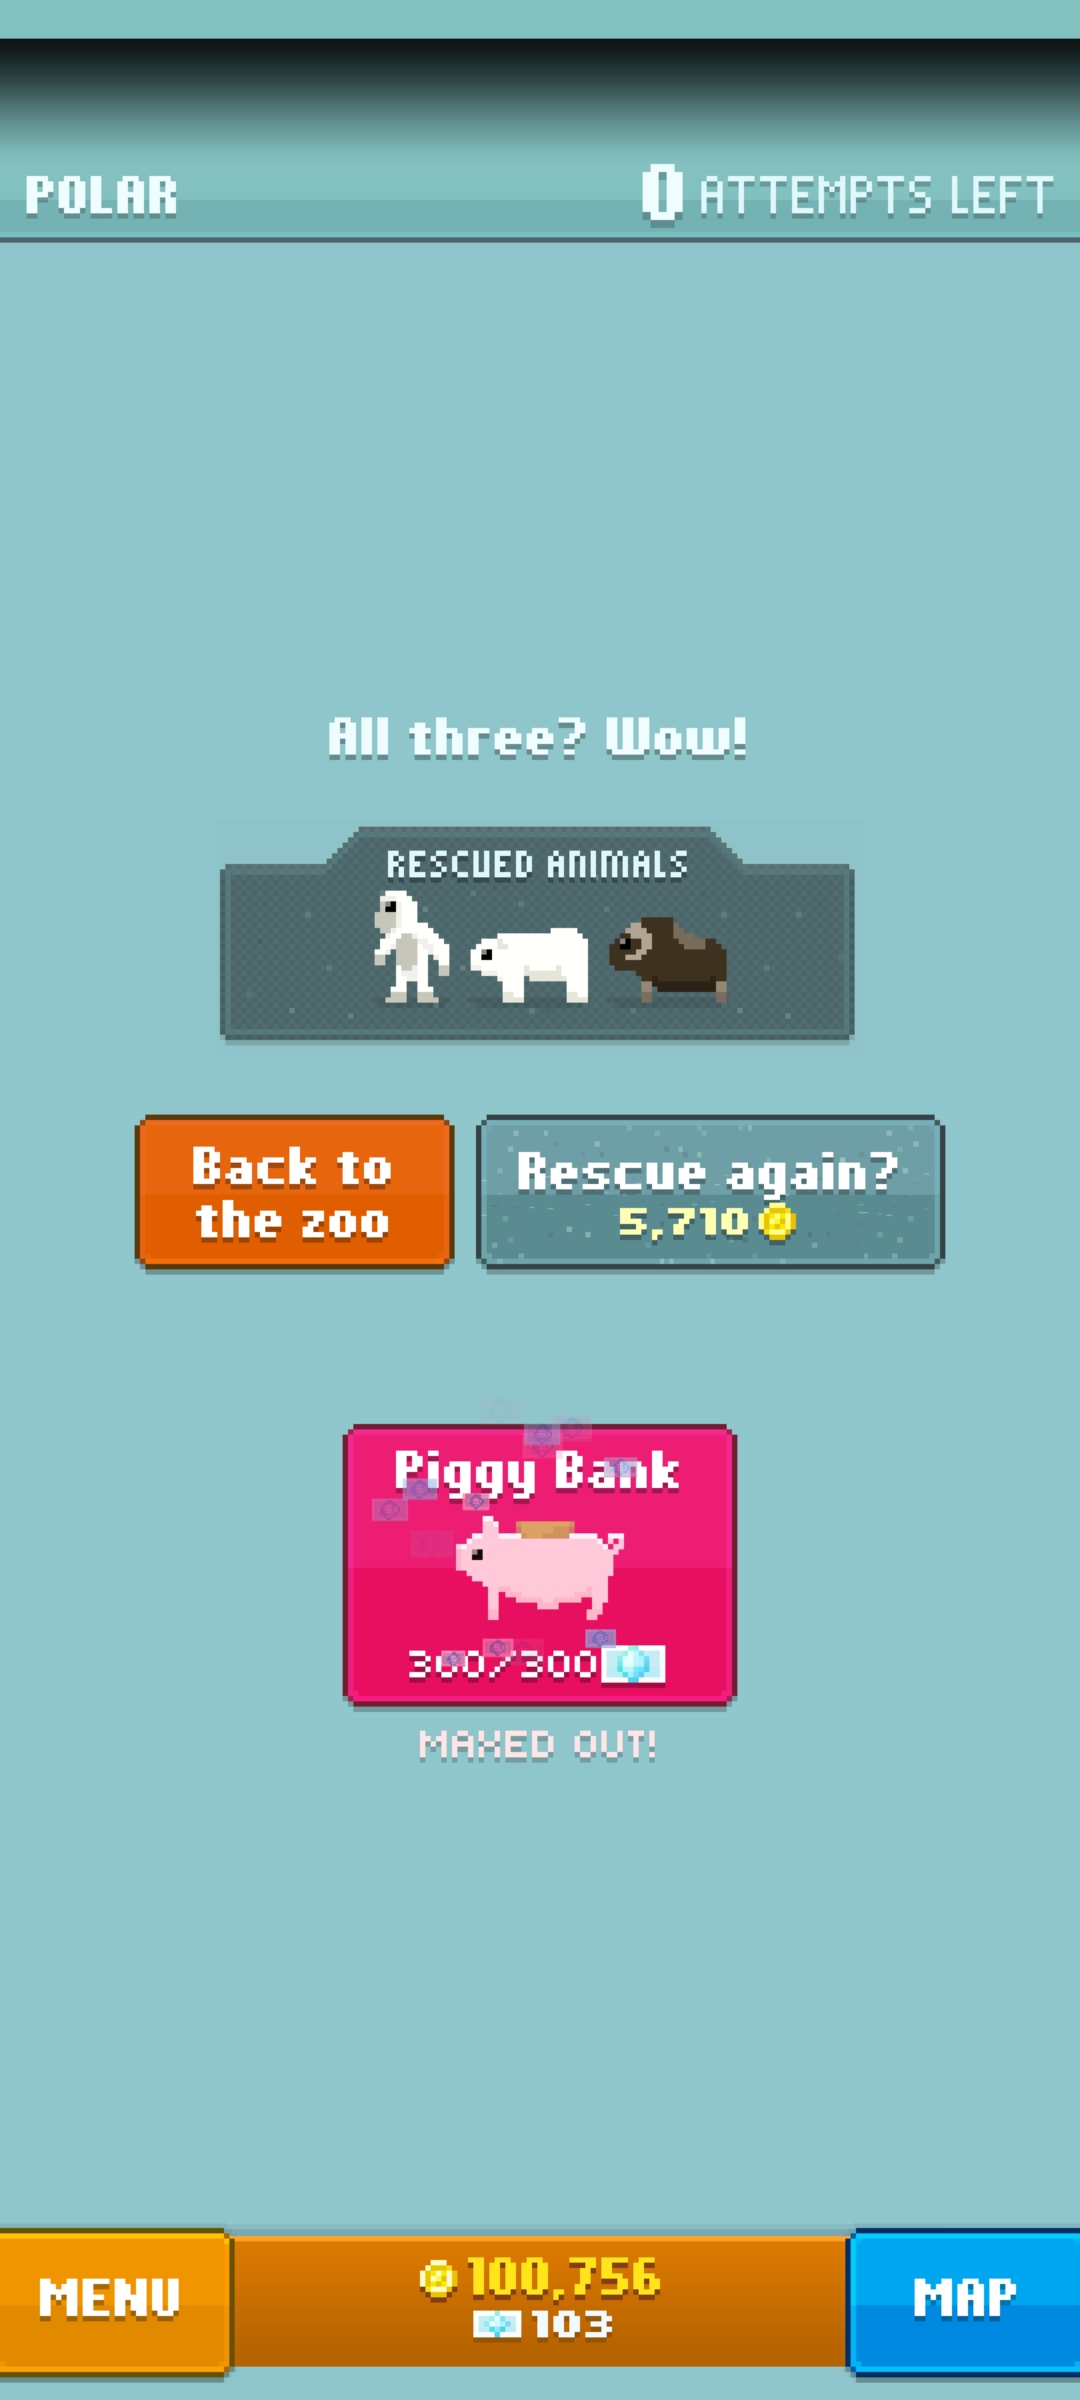 POLAR
0 ATTEMPTS LEFT
All three? Wow!
RESCUED ANIMALS
Back to
the zoo
Rescue again?
5,710
Piggy Bank
300/300
MAXED OUT!
MENU
100,756
103
MAP